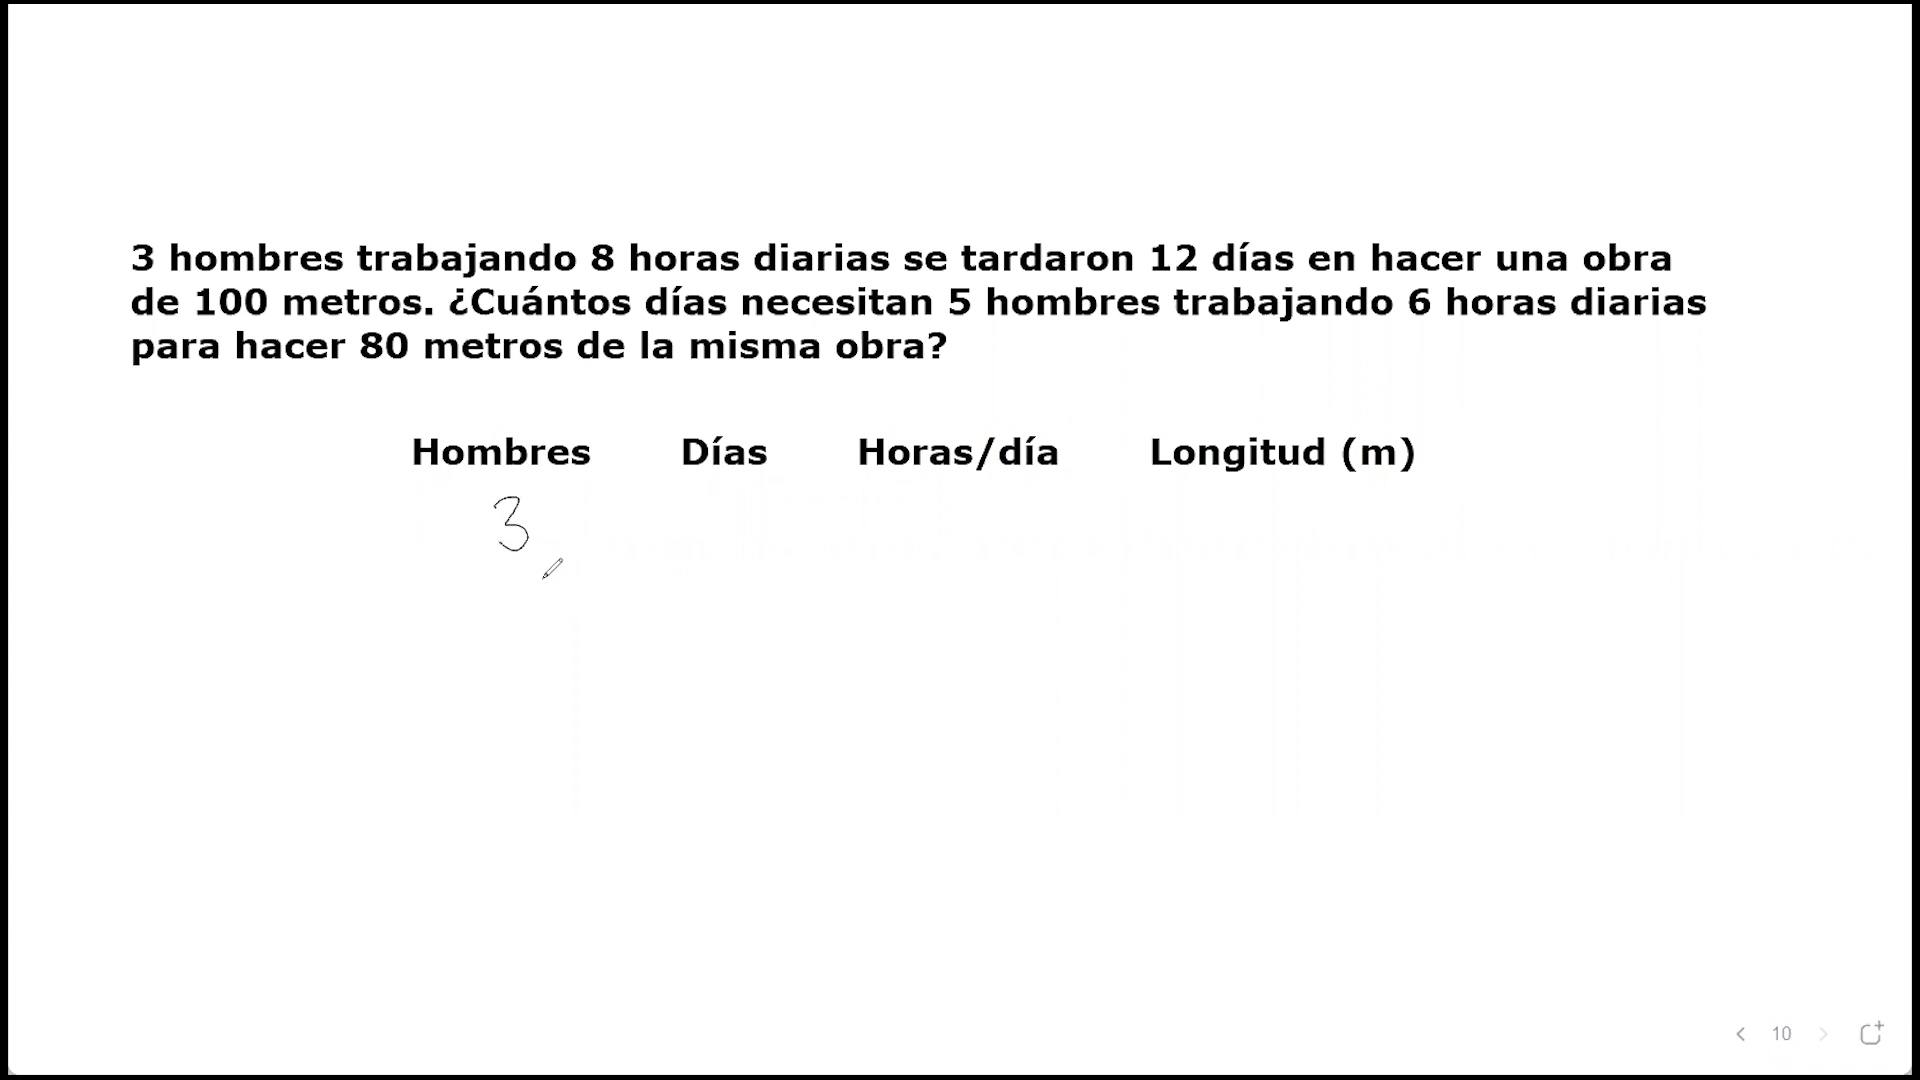 3 hombres trabajando 8 horas diarias se tardaron 12 días en hacer una obra
de 100 metros. ¿Cuántos días necesitan 5 hombres trabajando 6 horas diarias
para hacer 80 metros de la misma obra?
Hombres Días Horas/día Longitud (m)
3
10